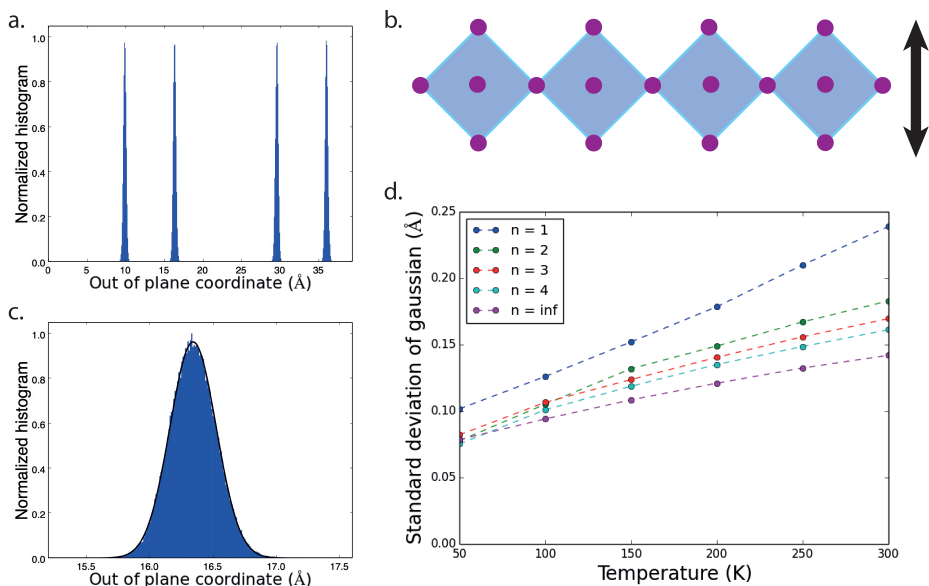 a.
Normalized histogram
1.0
0.8
0.6
0.4
0.2
0.0
0 5 10 15 20 25 30 35
Out of plane coordinate (Å)
b.
c.
Normalized histogram
1.0
0.8
0.6
0.4
0.2
0.0
15.5 16.0 16.5 17.0 17.5
Out of plane coordinate (Å)
d.
Standard deviation of gaussian (Å)
0.25
0.20
0.15
0.10
0.05
0.00
n = 1
n = 2
n = 3
n = 4
n = inf
50 100 150 200 250 300
Temperature (K)